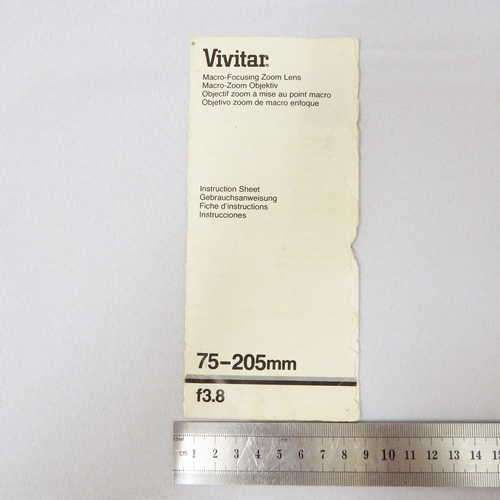 Vivitar®
Macro-Focusing Zoom Lens
Macro-Zoom Objektiv
Objectif zoom à mise au point macro
Objetivo zoom de macro enfoque
Instruction Sheet
Gebrauchsanweisung
Fiche d'instructions
Instrucciones
75–205mm
f3.8
cm 1 2 3 4 5 6 7 8 9 10 11 12 13 14 15